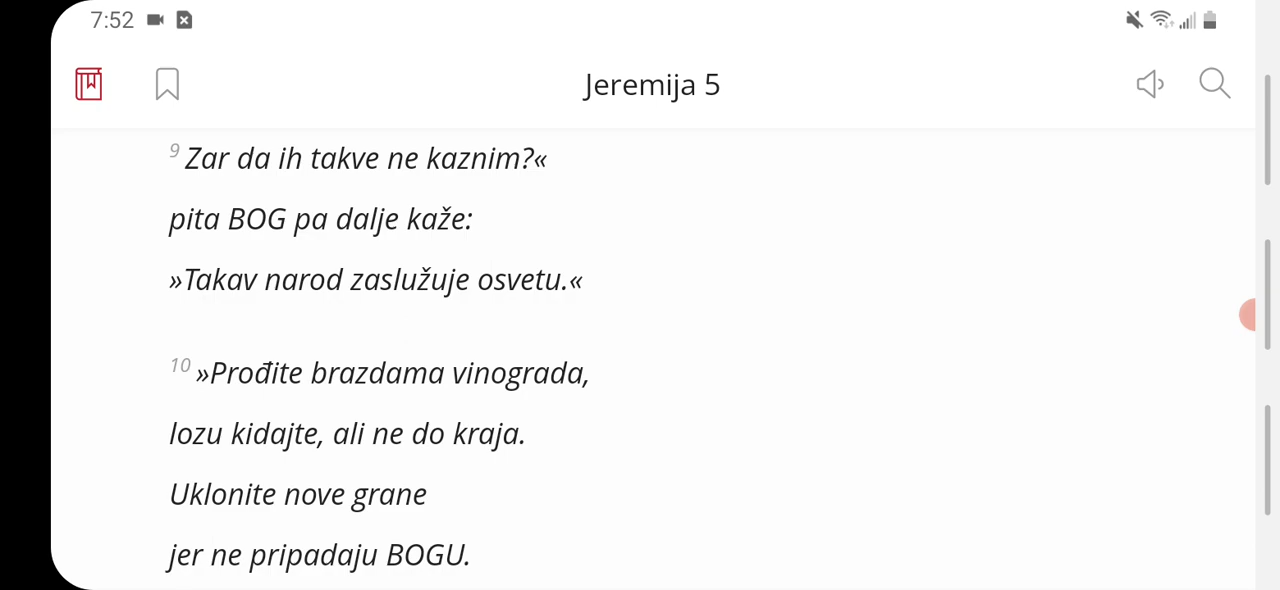 7:52
Jeremija 5
9 Zar da ih takve ne kaznim?«
pita BOG pa dalje kaže:
»Takav narod zaslužuje osvetu.«
10 »Prođite brazdama vinograda,
lozu kidajte, ali ne do kraja.
Uklonite nove grane
jer ne pripadaju BOGU.